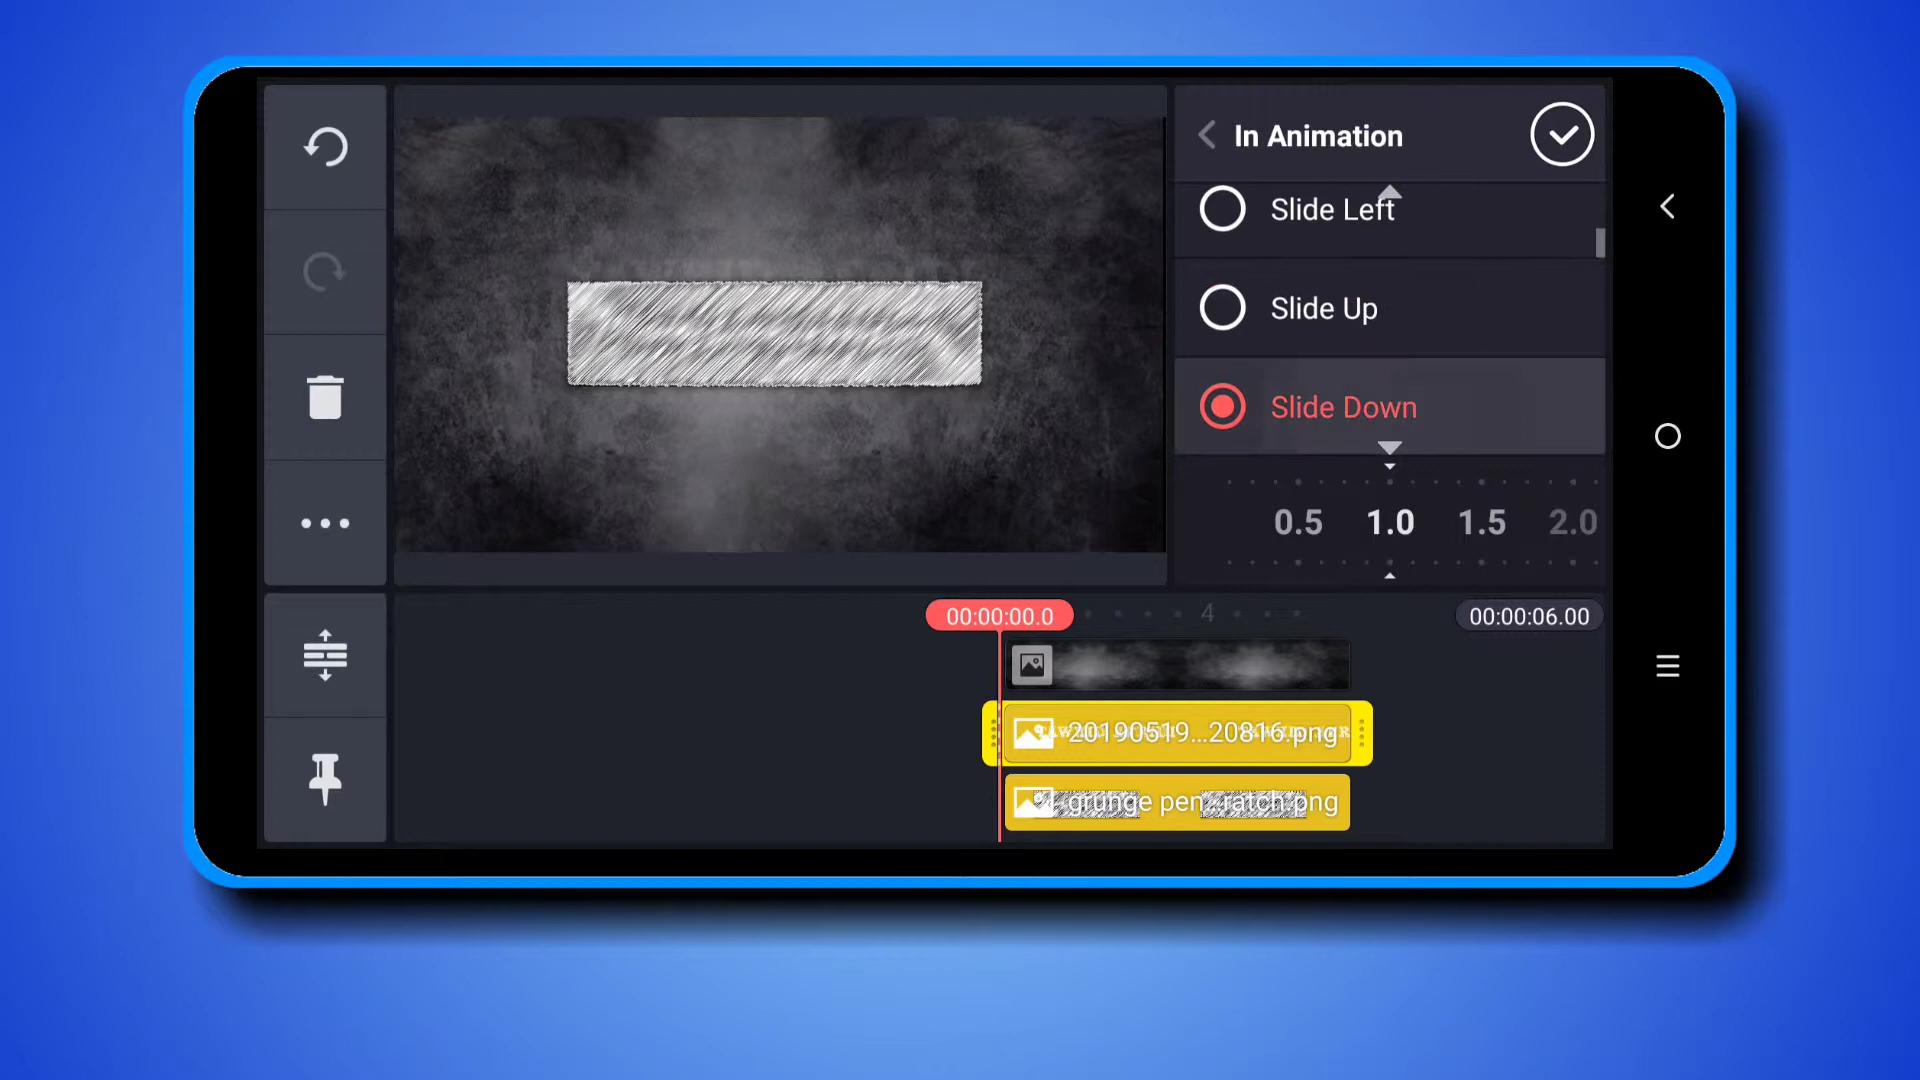 In Animation
Slide Left
Slide Up
Slide Down
0.5 1.0 1.5 2.0
00:00:00.0
4
00:00:06.00
20190519...20816.png
grunge pen...ratch.png